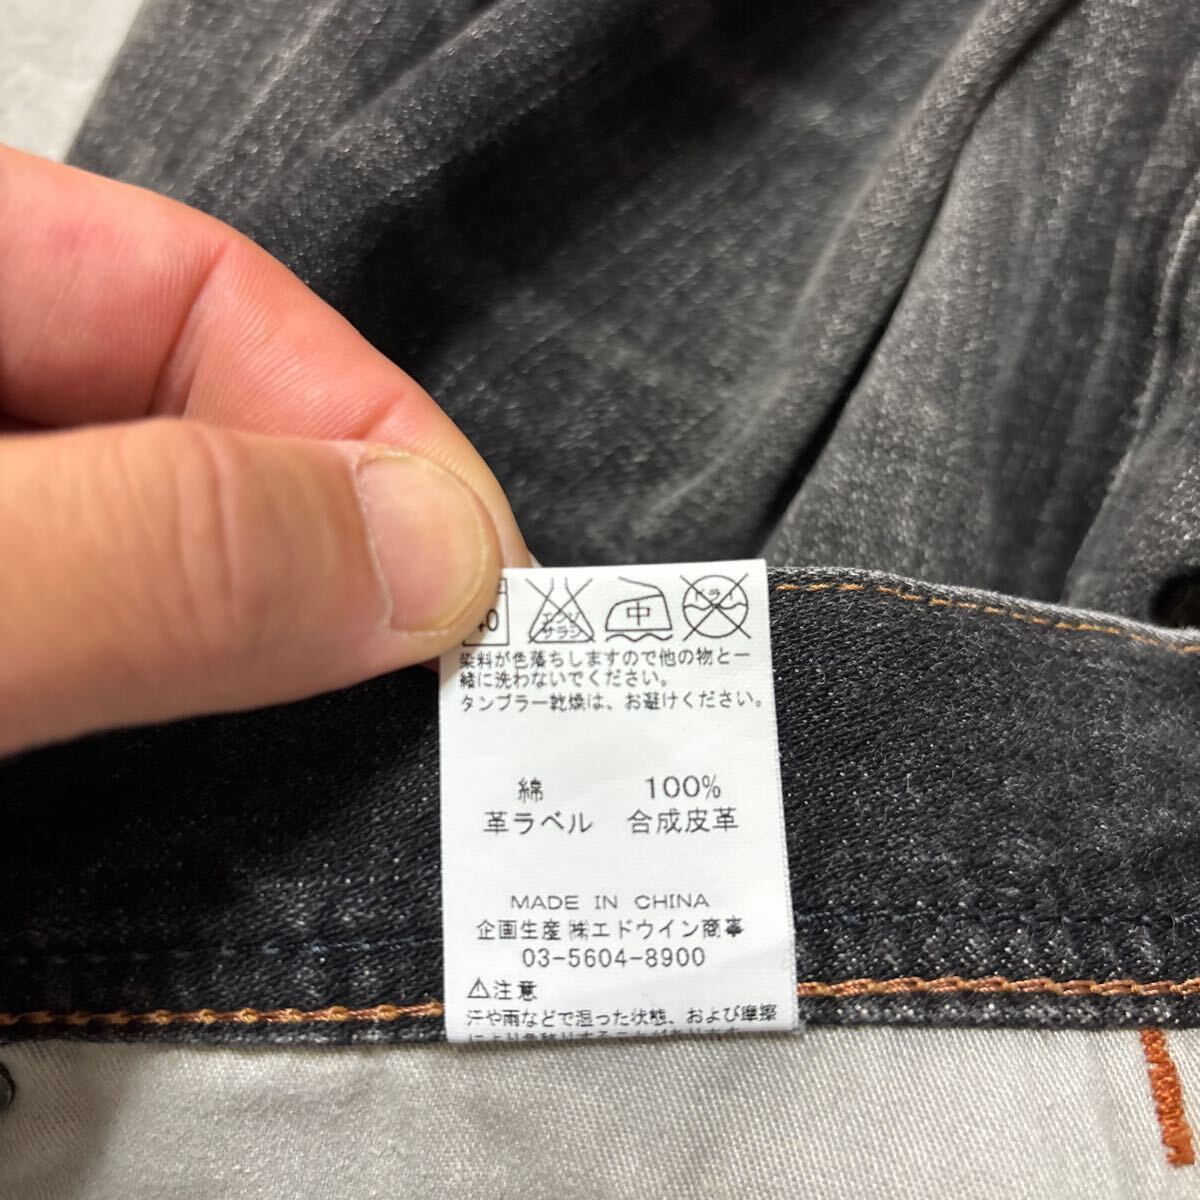 40 エンソ サラシ 中 ドライ
染料が色落ちしますので他の物と一
緒に洗わないでください。
タンブラー乾燥は、お避けください。
綿 100%
革ラベル 合成皮革
MADE IN CHINA
企画生産 ㈱エドウイン商事
03-5604-8900
⚠注意
汗や雨などで湿った状態、および摩擦